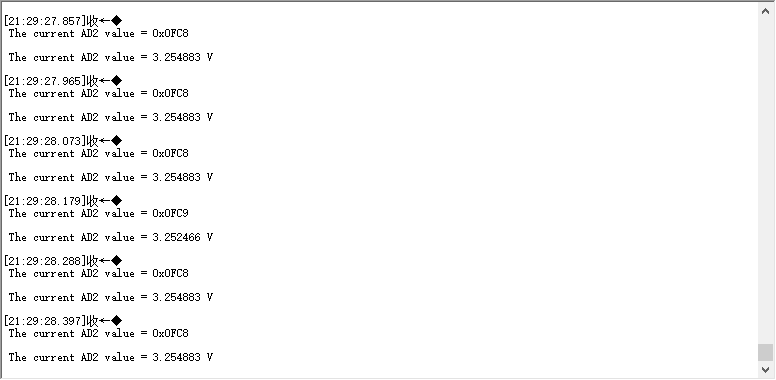 [21:29:27.857]收←◆
The current AD2 value = 0x0FC8
The current AD2 value = 3.254883 V
[21:29:27.965]收←◆
The current AD2 value = 0x0FC8
The current AD2 value = 3.254883 V
[21:29:28.073]收←◆
The current AD2 value = 0x0FC8
The current AD2 value = 3.254883 V
[21:29:28.179]收←◆
The current AD2 value = 0x0FC9
The current AD2 value = 3.252466 V
[21:29:28.288]收←◆
The current AD2 value = 0x0FC8
The current AD2 value = 3.254883 V
[21:29:28.397]收←◆
The current AD2 value = 0x0FC8
The current AD2 value = 3.254883 V